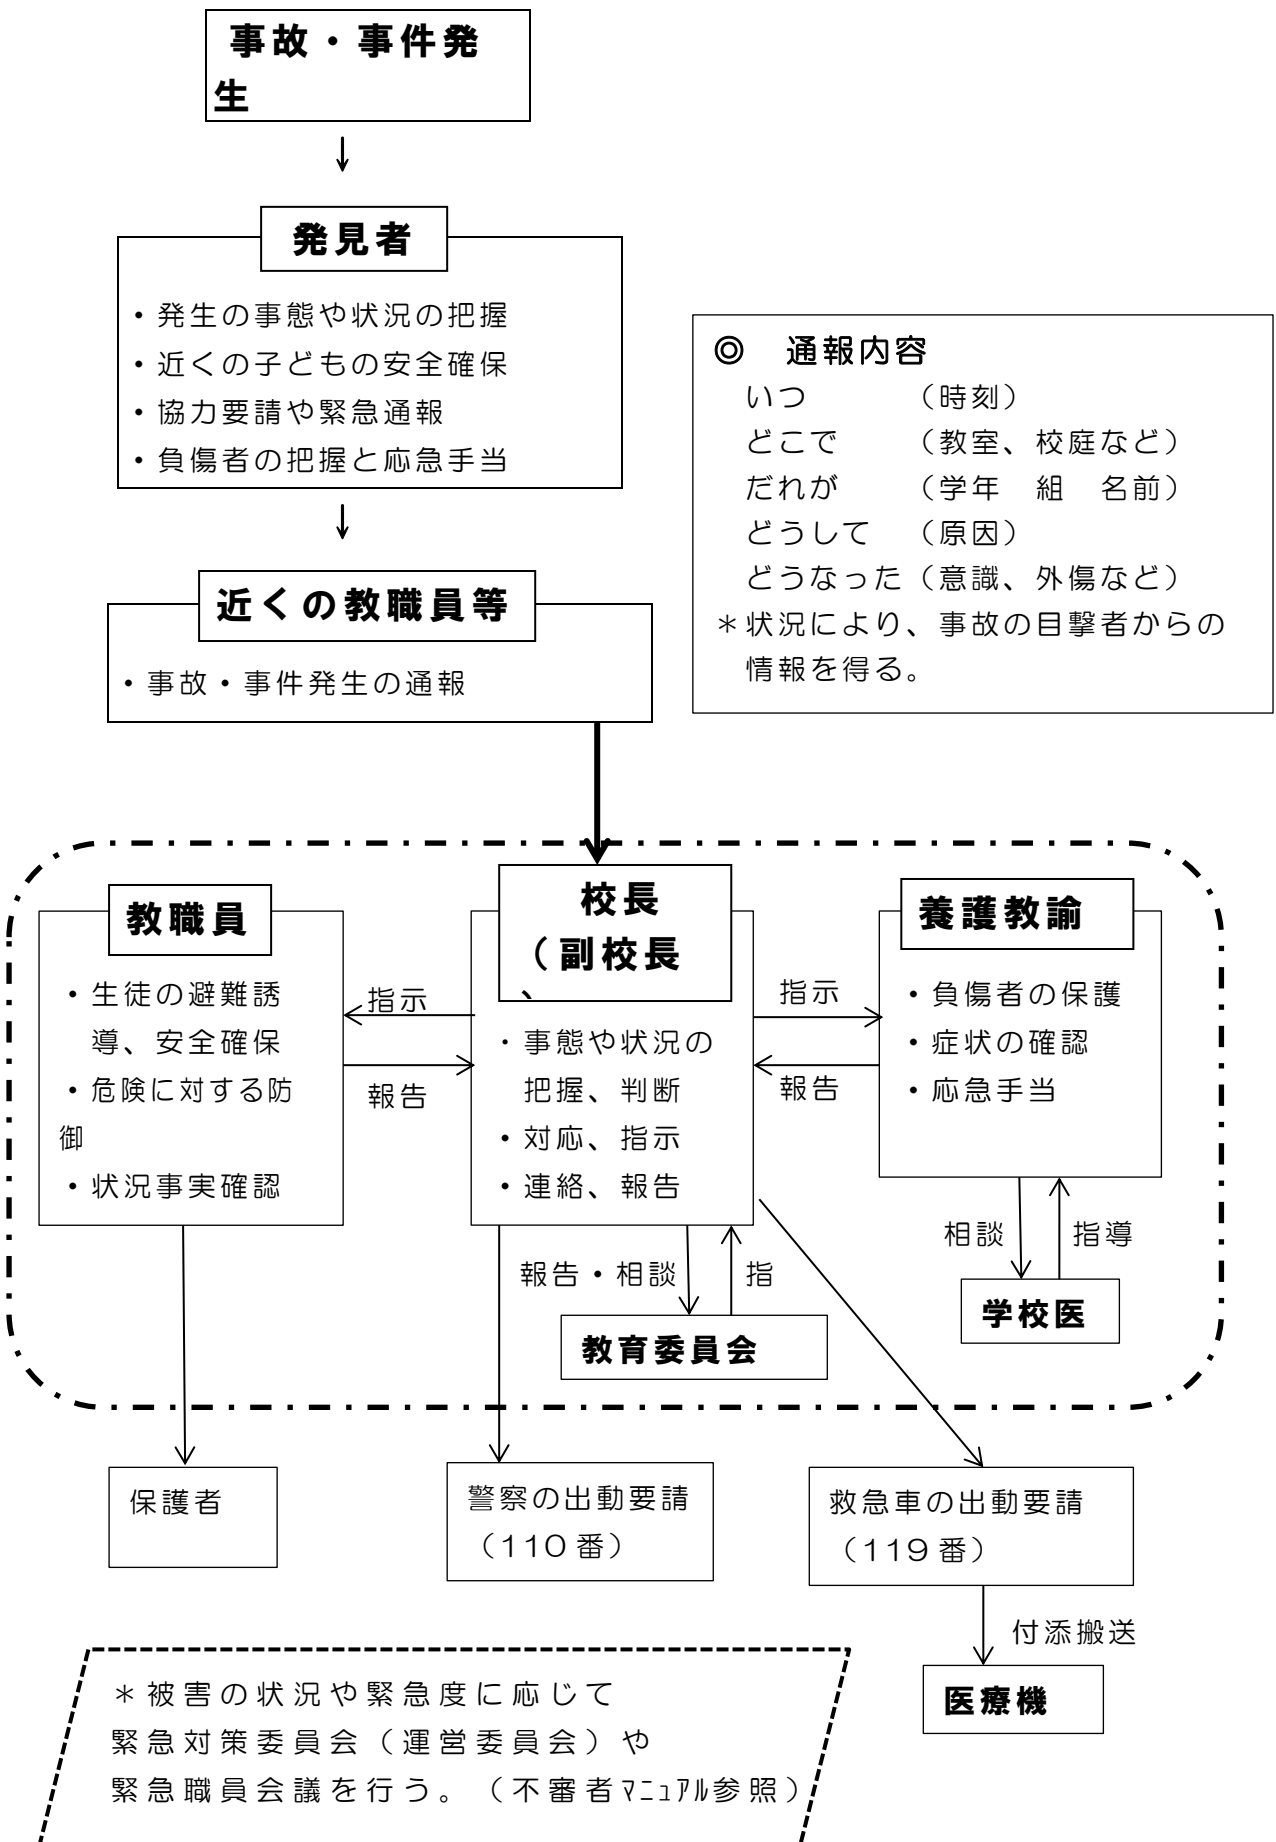 事故・事件発
生
発見者
・発生の事態や状況の把握
・近くの子どもの安全確保
・協力要請や緊急通報
・負傷者の把握と応急手当
◎　通報内容
いつ　　　（時刻）
どこで　　（教室、校庭など）
だれが　　（学年　組　名前）
どうして　（原因）
どうなった（意識、外傷など）
＊状況により、事故の目撃者からの
情報を得る。
近くの教職員等
・事故・事件発生の通報
教職員
・生徒の避難誘
導、安全確保
・危険に対する防
御
・状況事実確認
指示
報告
校長
（副校長
・事態や状況の
把握、判断
・対応、指示
・連絡、報告
指示
報告
養護教諭
・負傷者の保護
・症状の確認
・応急手当
報告・相談
指
教育委員会
相談
指導
学校医
保護者
警察の出動要請
（110番）
救急車の出動要請
（119番）
付添搬送
医療機
＊被害の状況や緊急度に応じて
緊急対策委員会（運営委員会）や
緊急職員会議を行う。（不審者ﾏﾆｭｱﾙ参照）